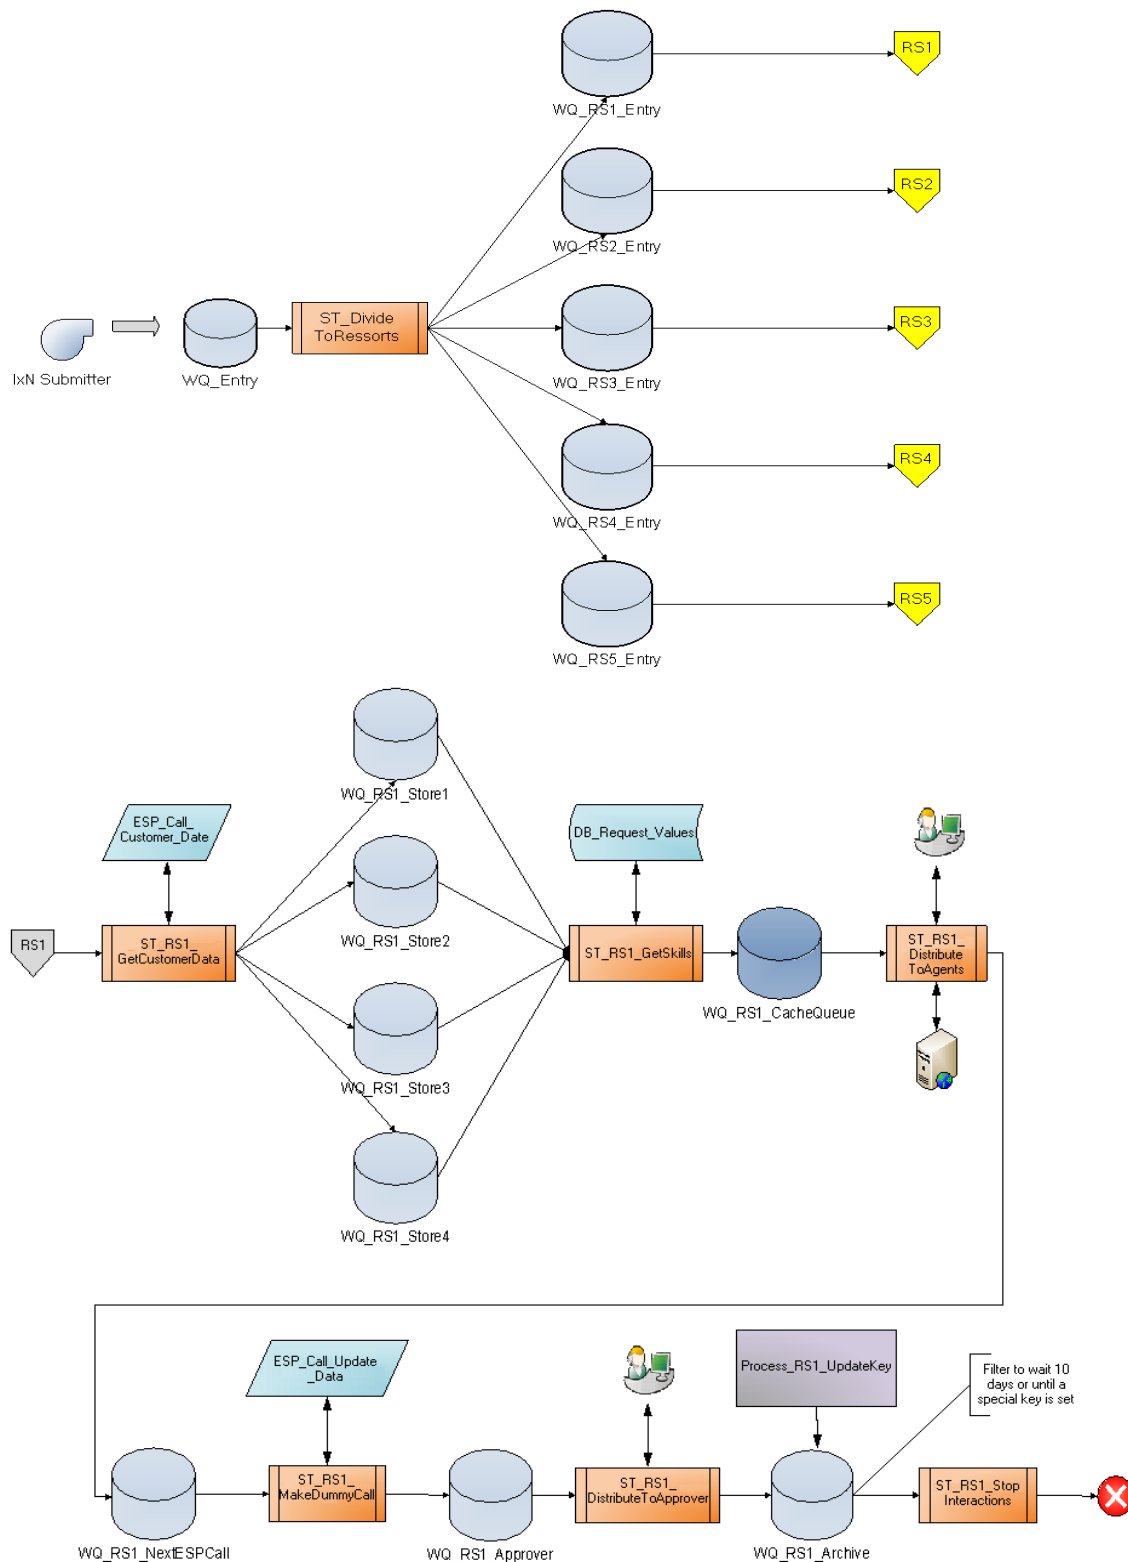 RS1
WQ_RS1_Entry
RS2
WQ_RS2_Entry
ST_Divide
ToRessorts
RS3
IxN Submitter
WQ_Entry
WQ_RS3_Entry
RS4
WQ_RS4_Entry
RS5
WQ_RS5_Entry
WQ_RS1_Store1
ESP_Call_
Customer_Date
DB_Request_Values
WQ_RS1_Store2
RS1
ST_RS1_
GetCustomerData
ST_RS1_GetSkills
WQ_RS1_CacheQueue
ST_RS1_
Distribute
ToAgents
WQ_RS1_Store3
WQ_RS1_Store4
ESP_Call_Update
_Data
Process_RS1_UpdateKey
Filter to wait 10
days or until a
special key is set
WQ_RS1_NextESPCall
ST_RS1_
MakeDummyCall
WQ_RS1_Approver
ST_RS1_
DistributeToApprover
WQ_RS1_Archive
ST_RS1_Stop
Interactions